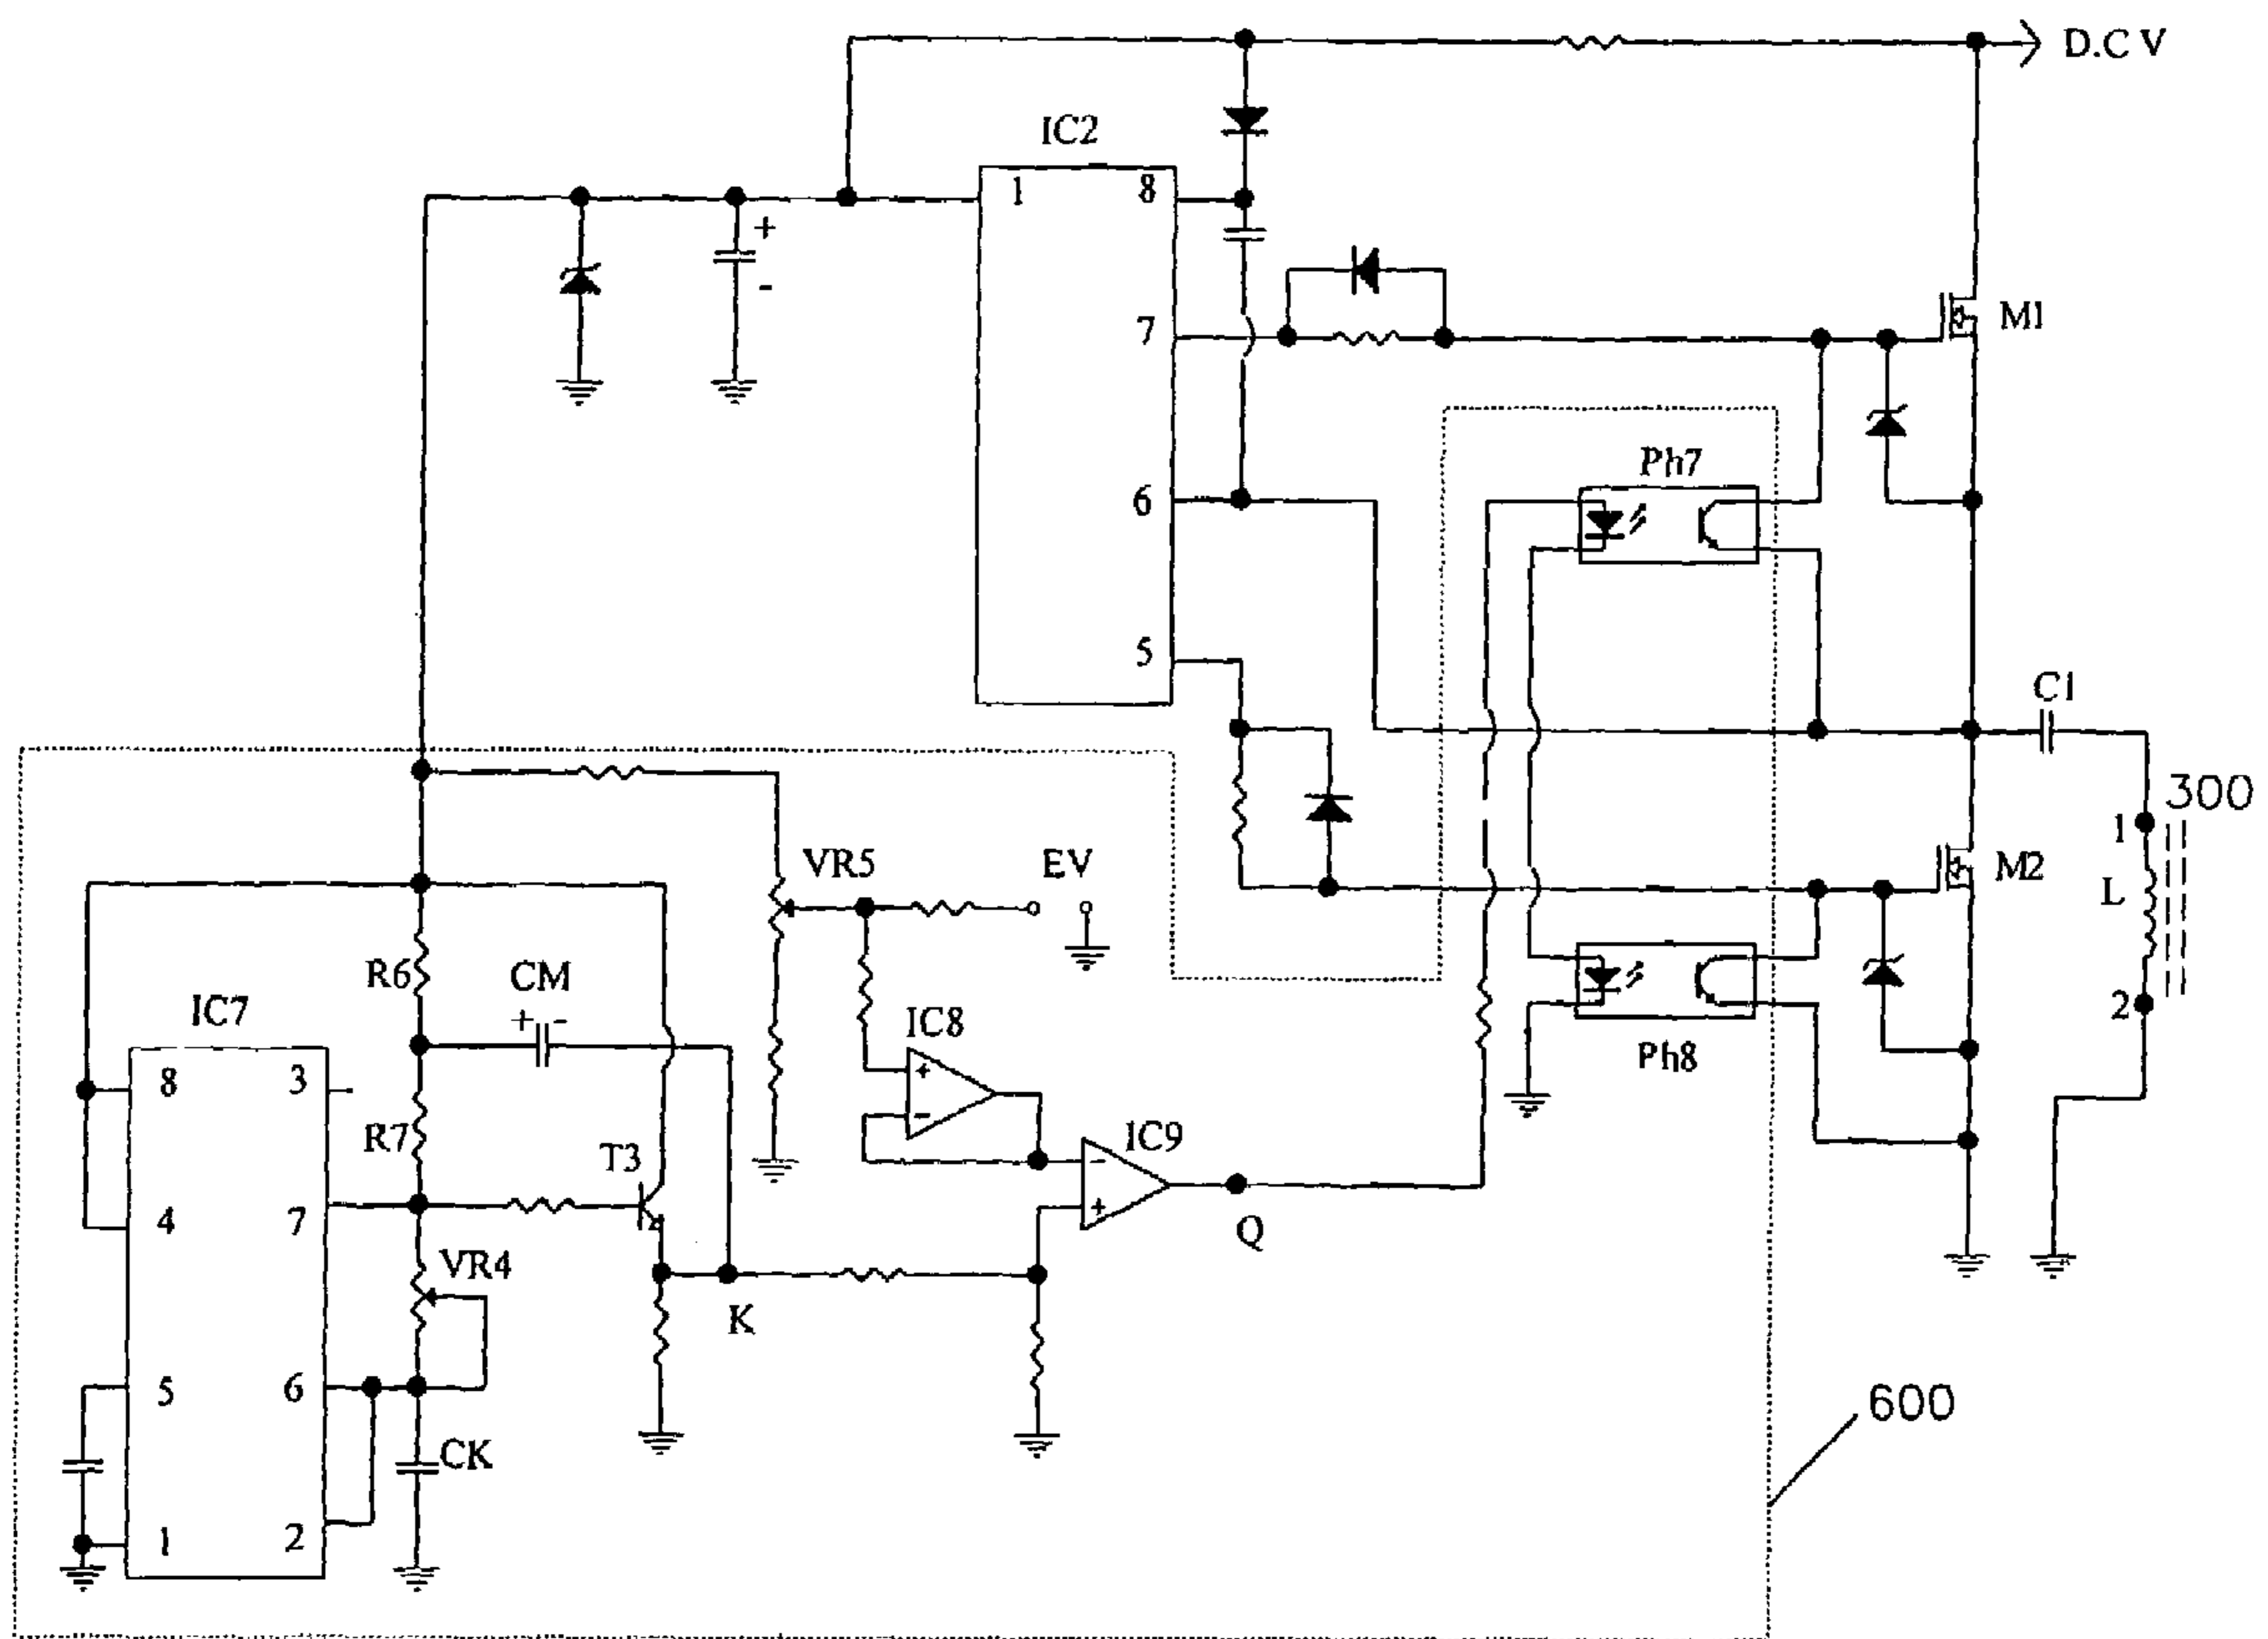 D.C V
IC2
1
8
+
-
7
M1
Ph7
6
5
C1
300
1
VR5
EV
M2
L
R6
CM
2
+ -
IC7
IC8
Ph8
8
3
+
R7
-
IC9
T3
-
4
7
+
Q
VR4
K
5
6
600
CK
1
2